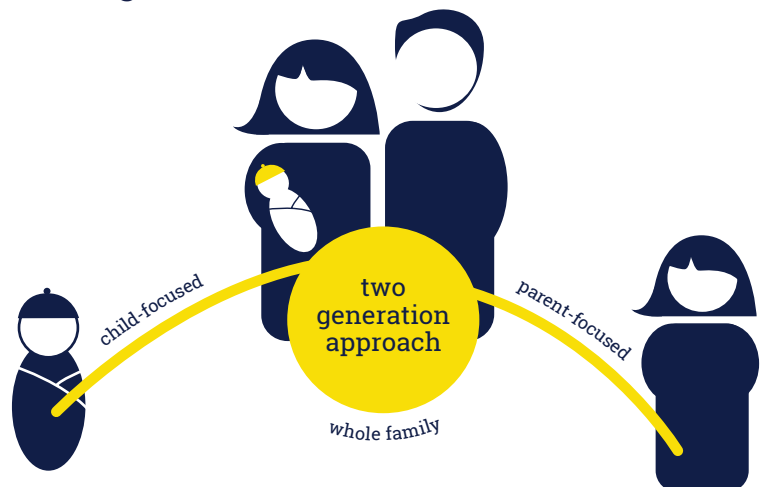 child-focused
two
generation
approach
parent-focused
whole family